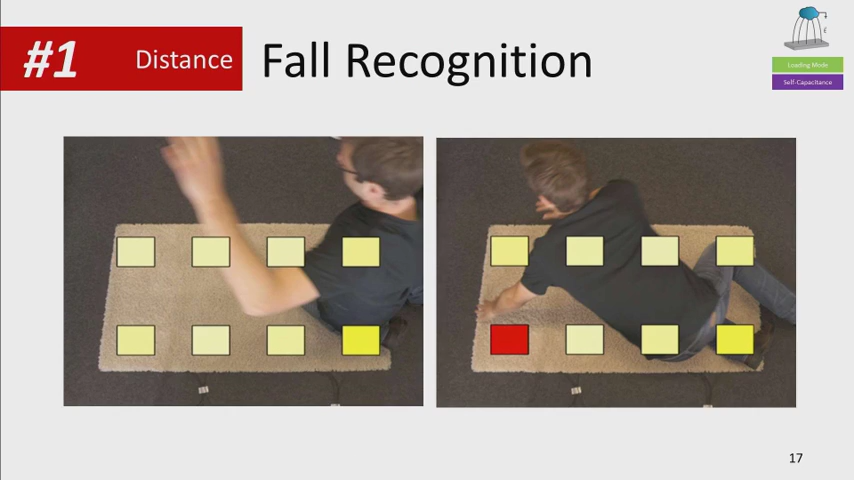 #1
Distance
Fall Recognition
Loading Mode
Self-Capacitance
17